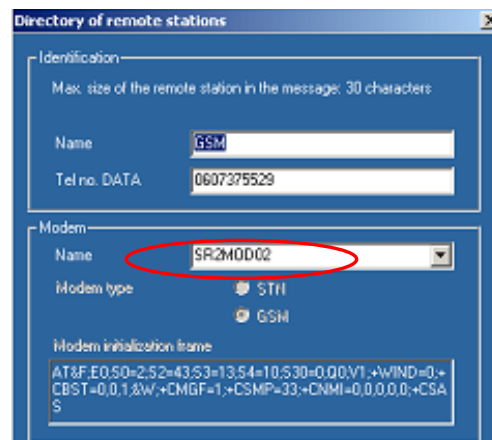 Directory of remote stations
Identification
Max. size of the remote station in the message: 30 characters
Name
GSM
Tel no. DATA
0607375529
Modem
Name
SR2MOD02
Modem type
STN
GSM
Modem initialization frame
AT&F;E0;S0=2;S2=43;S3=13;S4=10;S30=0;Q0;V1;+WIND=0;+
CBST=0,0,1;&W;+CMGF=1;+CSMP=33;+CNMI=0,0,0,0,0;+CSA
S